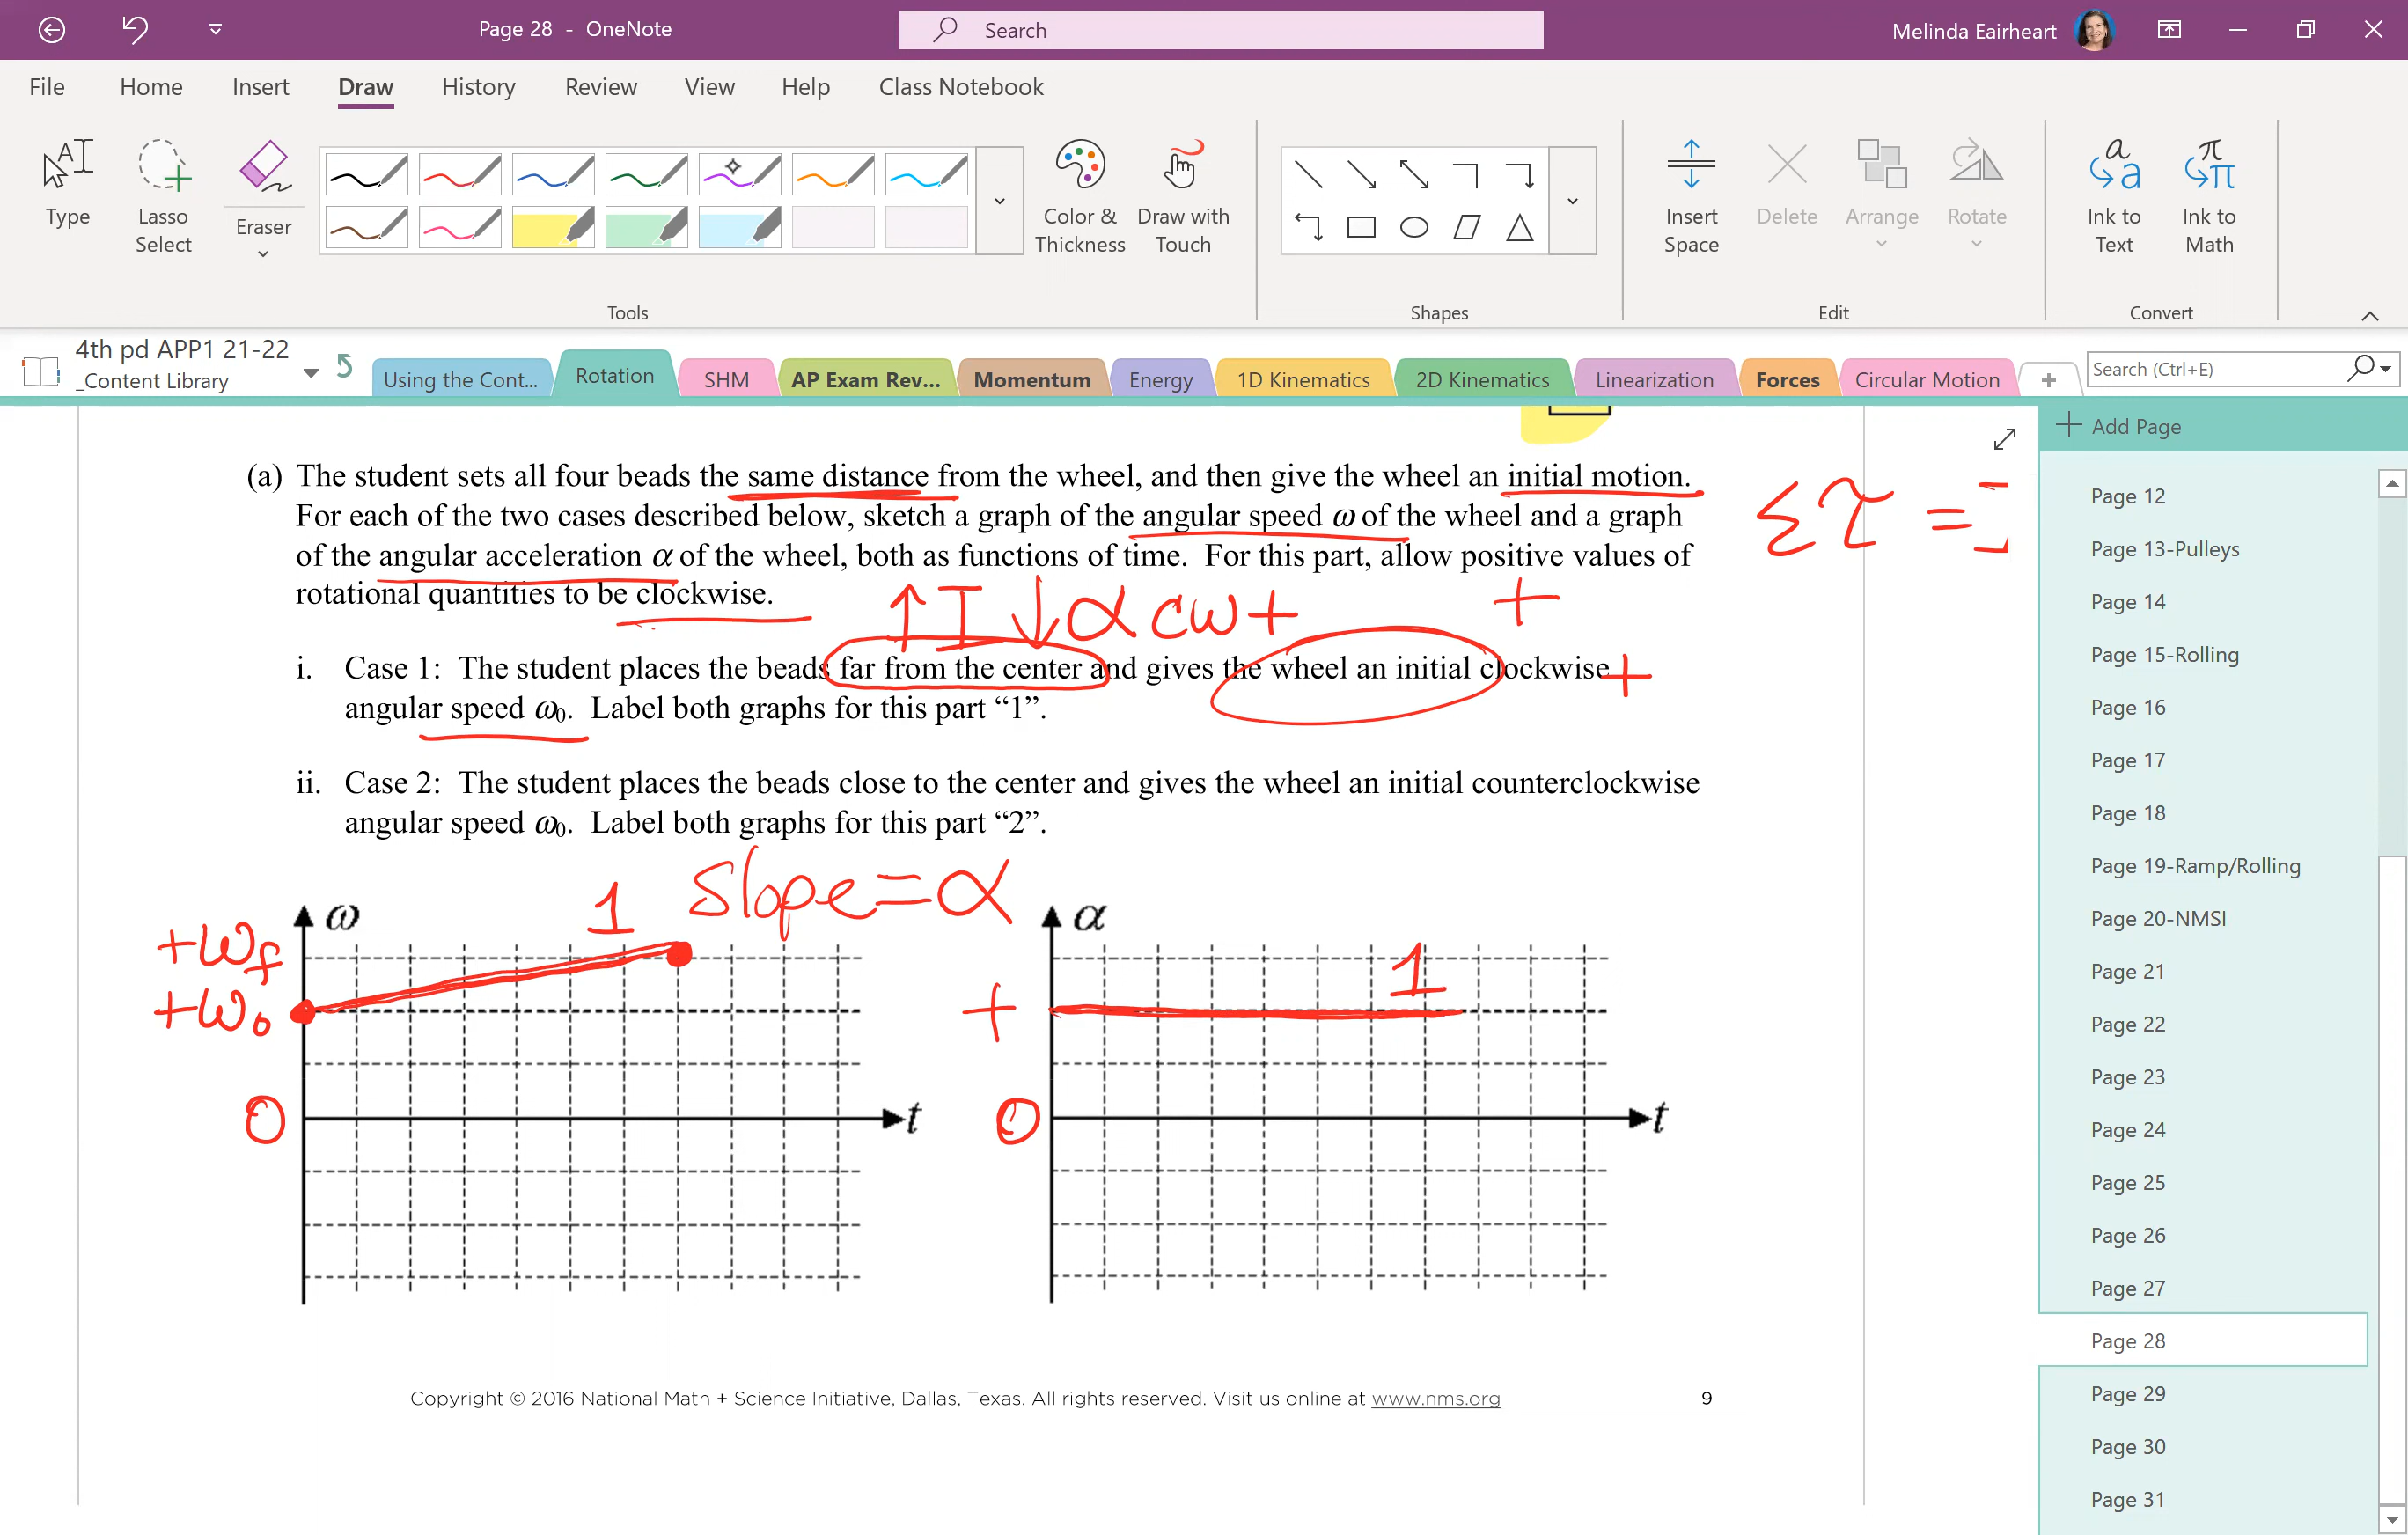 Page 28 - OneNote
Search
Melinda Eairheart
File Home Insert Draw History Review View Help Class Notebook
Type
Lasso Select
Eraser
Color & Thickness
Draw with Touch
Insert Space
Delete
Arrange
Rotate
Ink to Text
Ink to Math
Tools
Shapes
Edit
Convert
4th pd APP1 21-22
_Content Library
Using the Cont... Rotation SHM AP Exam Rev... Momentum Energy 1D Kinematics 2D Kinematics Linearization Forces Circular Motion +
Search (Ctrl+E)
Add Page
(a) The student sets all four beads the same distance from the wheel, and then give the wheel an initial motion.
For each of the two cases described below, sketch a graph of the angular speed ω of the wheel and a graph
of the angular acceleration α of the wheel, both as functions of time. For this part, allow positive values of
rotational quantities to be clockwise.
Στ =
↑ I ↓ α cw +
+
i. Case 1: The student places the beads far from the center and gives the wheel an initial clockwise +
angular speed ω0. Label both graphs for this part “1”.
ii. Case 2: The student places the beads close to the center and gives the wheel an initial counterclockwise
angular speed ω0. Label both graphs for this part “2”.
1 slope = α
ω
+ωf
+ω0
0
t
α
1
+
0
t
Copyright © 2016 National Math + Science Initiative, Dallas, Texas. All rights reserved. Visit us online at www.nms.org
9
Page 12
Page 13-Pulleys
Page 14
Page 15-Rolling
Page 16
Page 17
Page 18
Page 19-Ramp/Rolling
Page 20-NMSI
Page 21
Page 22
Page 23
Page 24
Page 25
Page 26
Page 27
Page 28
Page 29
Page 30
Page 31